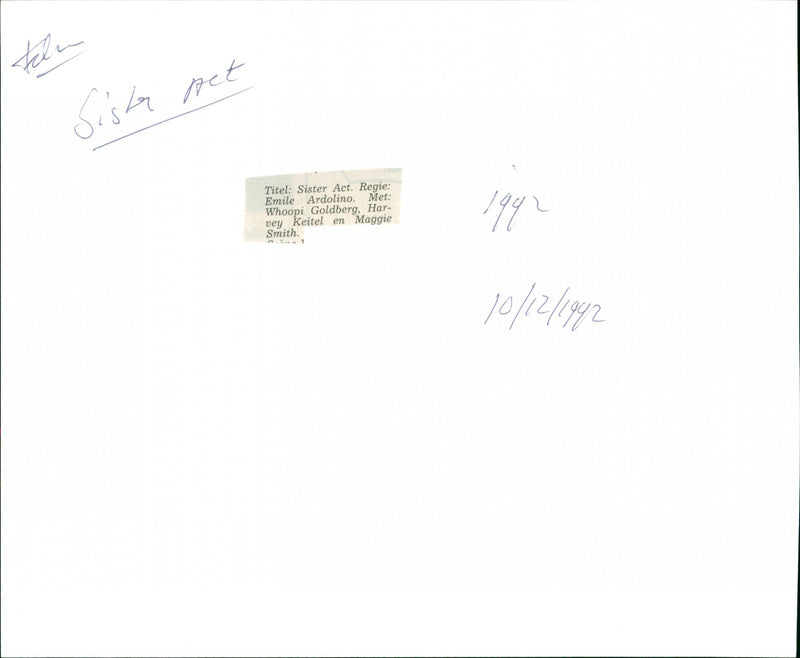 Film
Sister Act
Titel: Sister Act. Regie:
Emile Ardolino. Met:
Whoopi Goldberg, Har-
vey Keitel en Maggie
Smith.
1992
10/12/1992